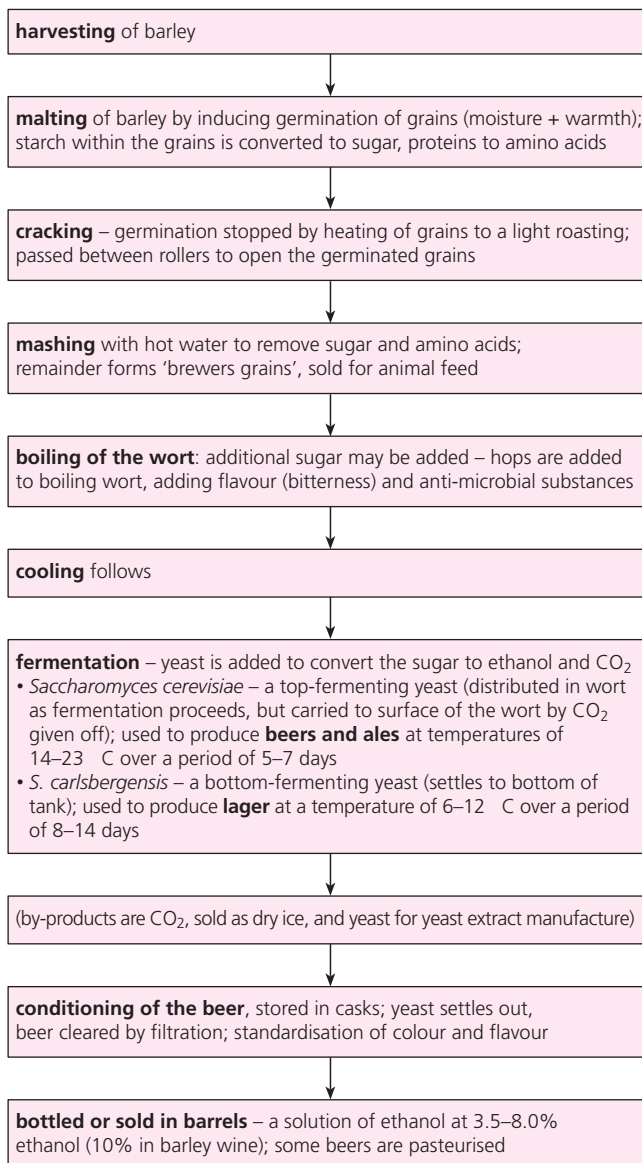 harvesting of barley
malting of barley by inducing germination of grains (moisture + warmth);
starch within the grains is converted to sugar, proteins to amino acids
cracking – germination stopped by heating of grains to a light roasting;
passed between rollers to open the germinated grains
mashing with hot water to remove sugar and amino acids;
remainder forms ‘brewers grains’, sold for animal feed
boiling of the wort: additional sugar may be added – hops are added
to boiling wort, adding flavour (bitterness) and anti-microbial substances
cooling follows
fermentation – yeast is added to convert the sugar to ethanol and CO₂
• Saccharomyces cerevisiae – a top-fermenting yeast (distributed in wort
as fermentation proceeds, but carried to surface of the wort by CO₂
given off); used to produce beers and ales at temperatures of
14–23 C over a period of 5–7 days
• S. carlsbergensis – a bottom-fermenting yeast (settles to bottom of
tank); used to produce lager at a temperature of 6–12 C over a period
of 8–14 days
(by-products are CO₂, sold as dry ice, and yeast for yeast extract manufacture)
conditioning of the beer, stored in casks; yeast settles out,
beer cleared by filtration; standardisation of colour and flavour
bottled or sold in barrels – a solution of ethanol at 3.5–8.0%
ethanol (10% in barley wine); some beers are pasteurised